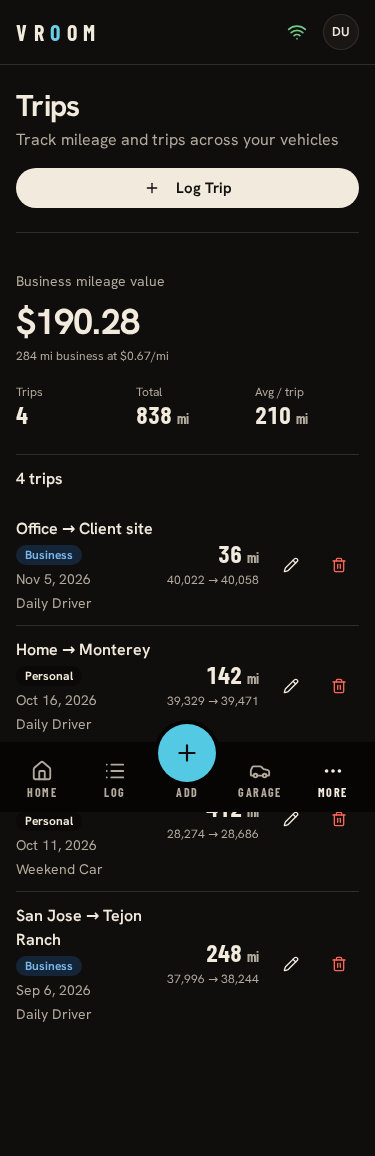 VROOM
DU
Trips
Track mileage and trips across your vehicles
+ Log Trip
Business mileage value
$190.28
284 mi business at $0.67/mi
Trips Total Avg / trip
4 838 mi 210 mi
4 trips
Office → Client site
Business
36 mi
Nov 5, 2026
40,022 → 40,058
Daily Driver
Home → Monterey
Personal
142 mi
Oct 16, 2026
39,329 → 39,471
Daily Driver
HOME LOG ADD GARAGE MORE
Personal
mi
Oct 11, 2026
28,274 → 28,686
Weekend Car
San Jose → Tejon
Ranch
Business
248 mi
Sep 6, 2026
37,996 → 38,244
Daily Driver